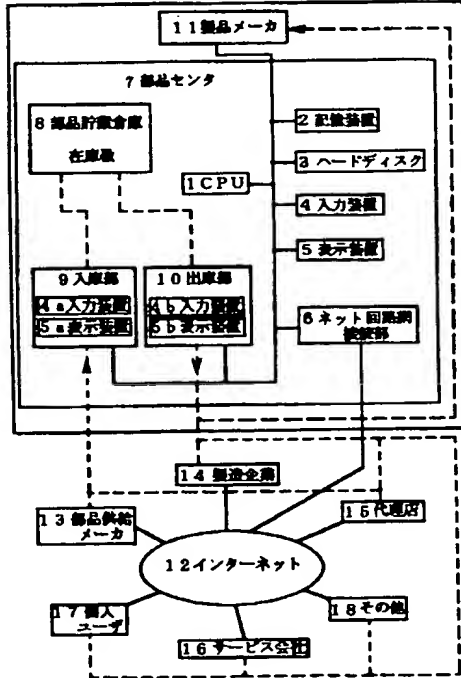 11製品メーカ
7 部品センタ
8 部品貯蔵倉庫
在庫数
2 記憶装置
3 ハードディスク
1CPU
4 入力装置
5 表示装置
9入庫部
4a入力装置
5a表示装置
10出庫部
4b入力装置
5b表示装置
6ネット回路網
接続部
14製造企業
13部品供給
メーカ
15代理店
12インターネット
17個人
ユーザ
18その他
16サービス会社